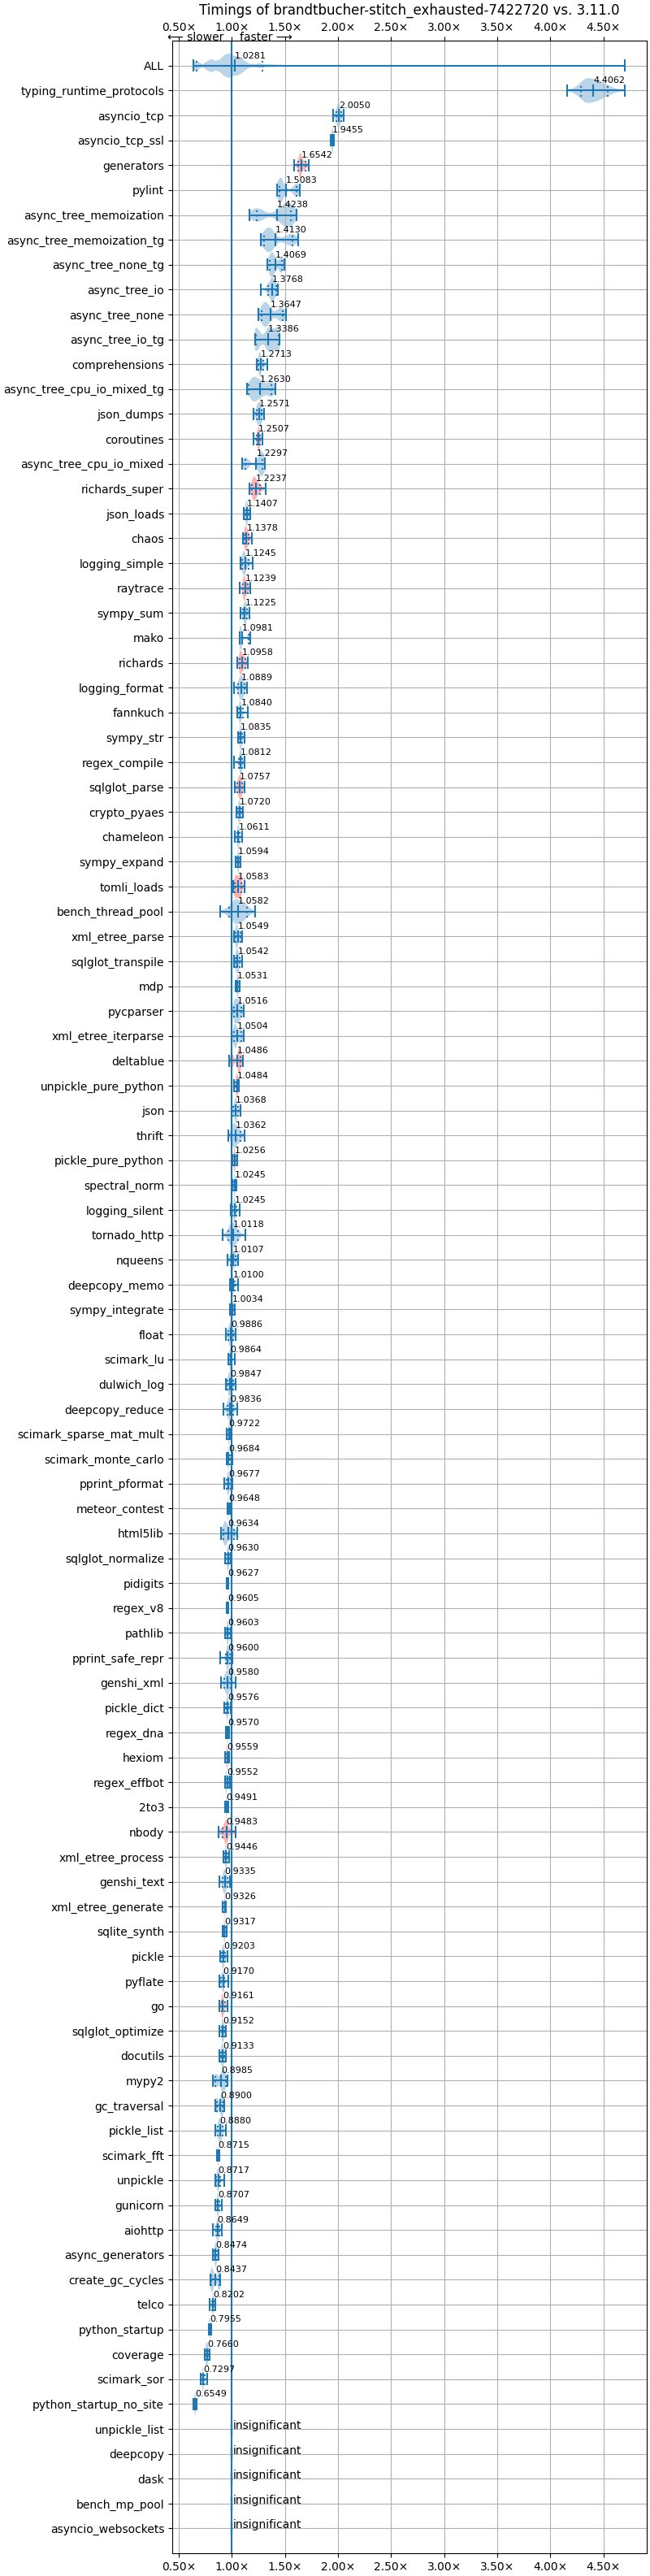 Timings of brandtbucher-stitch_exhausted-7422720 vs. 3.11.0
0.50× 1.00× 1.50× 2.00× 2.50× 3.00× 3.50× 4.00× 4.50×
← slower faster →
ALL 1.0281
typing_runtime_protocols 4.4062
asyncio_tcp 2.0050
asyncio_tcp_ssl 1.9455
generators 1.6542
pylint 1.5083
async_tree_memoization 1.4238
async_tree_memoization_tg 1.4130
async_tree_none_tg 1.4069
async_tree_io 1.3768
async_tree_none 1.3647
async_tree_io_tg 1.3386
comprehensions 1.2713
async_tree_cpu_io_mixed_tg 1.2630
json_dumps 1.2571
coroutines 1.2507
async_tree_cpu_io_mixed 1.2297
richards_super 1.2237
json_loads 1.1407
chaos 1.1378
logging_simple 1.1245
raytrace 1.1239
sympy_sum 1.1225
mako 1.0981
richards 1.0958
logging_format 1.0889
fannkuch 1.0840
sympy_str 1.0835
regex_compile 1.0812
sqlglot_parse 1.0757
crypto_pyaes 1.0720
chameleon 1.0611
sympy_expand 1.0594
tomli_loads 1.0583
bench_thread_pool 1.0582
xml_etree_parse 1.0549
sqlglot_transpile 1.0542
mdp 1.0531
pycparser 1.0516
xml_etree_iterparse 1.0504
deltablue 1.0486
unpickle_pure_python 1.0484
json 1.0368
thrift 1.0362
pickle_pure_python 1.0256
spectral_norm 1.0245
logging_silent 1.0245
tornado_http 1.0118
nqueens 1.0107
deepcopy_memo 1.0100
sympy_integrate 1.0034
float 0.9886
scimark_lu 0.9864
dulwich_log 0.9847
deepcopy_reduce 0.9836
scimark_sparse_mat_mult 0.9722
scimark_monte_carlo 0.9684
pprint_pformat 0.9677
meteor_contest 0.9648
html5lib 0.9634
sqlglot_normalize 0.9630
pidigits 0.9627
regex_v8 0.9605
pathlib 0.9603
pprint_safe_repr 0.9600
genshi_xml 0.9580
pickle_dict 0.9576
regex_dna 0.9570
hexiom 0.9559
regex_effbot 0.9552
2to3 0.9491
nbody 0.9483
xml_etree_process 0.9446
genshi_text 0.9335
xml_etree_generate 0.9326
sqlite_synth 0.9317
pickle 0.9203
pyflate 0.9170
go 0.9161
sqlglot_optimize 0.9152
docutils 0.9133
mypy2 0.8985
gc_traversal 0.8900
pickle_list 0.8880
scimark_fft 0.8715
unpickle 0.8717
gunicorn 0.8707
aiohttp 0.8649
async_generators 0.8474
create_gc_cycles 0.8437
telco 0.8202
python_startup 0.7955
coverage 0.7660
scimark_sor 0.7297
python_startup_no_site 0.6549
unpickle_list insignificant
deepcopy insignificant
dask insignificant
bench_mp_pool insignificant
asyncio_websockets insignificant
0.50× 1.00× 1.50× 2.00× 2.50× 3.00× 3.50× 4.00× 4.50×